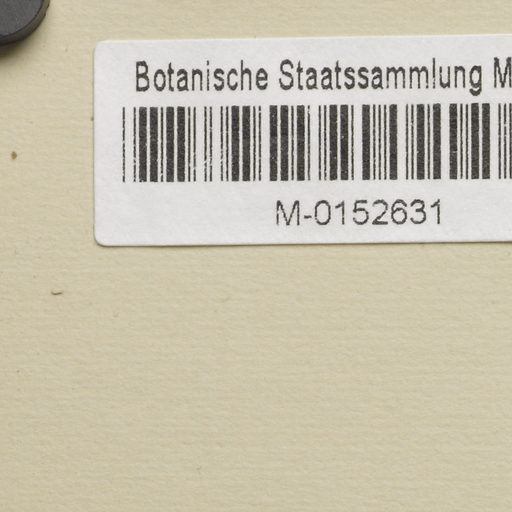 Botanische Staatssammlung M
M-0152631